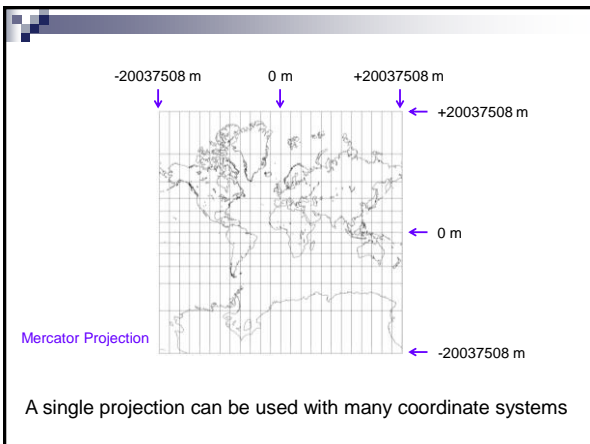 -20037508 m 0 m +20037508 m
+20037508 m
0 m
Mercator Projection
-20037508 m
A single projection can be used with many coordinate systems